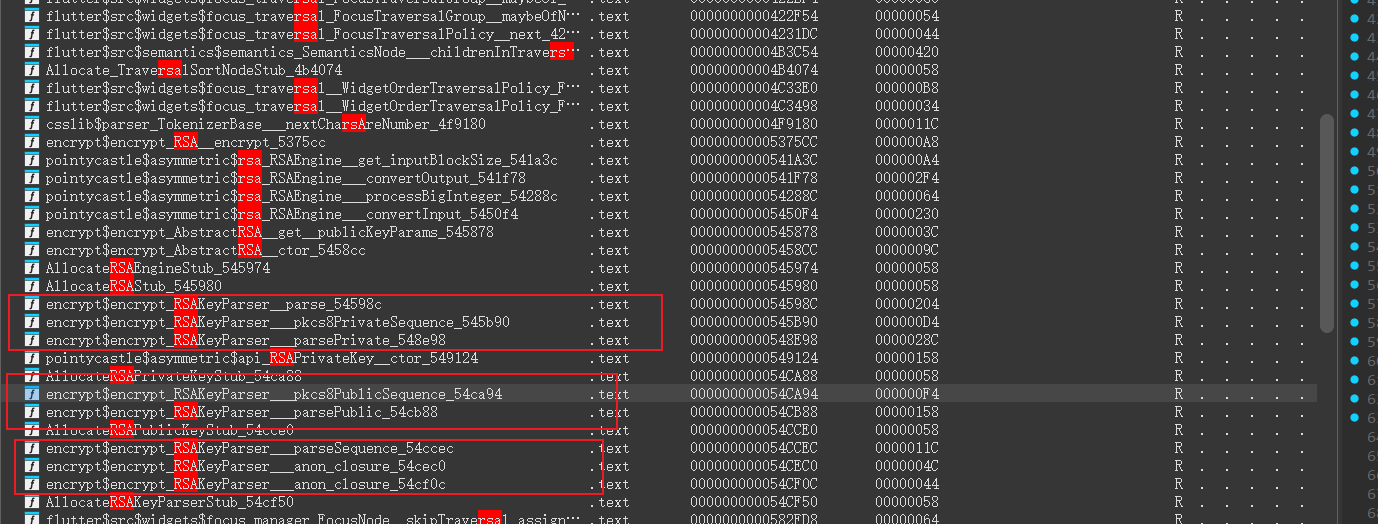 flutter$src$widgets$focus_traversal_FocusTraversalGroup__maybeOfN… .text 0000000000422F54 00000054 R . . . .
flutter$src$widgets$focus_traversal_FocusTraversalPolicy__next_42… .text 00000000004231DC 00000044 R . . . .
flutter$src$semantics$semantics_SemanticsNode___childrenInTravers… .text 00000000004B3C54 00000420 R . . . .
Allocate_TraversalSortNodeStub_4b4074 .text 00000000004B4074 00000058 R . . . .
flutter$src$widgets$focus_traversal__WidgetOrderTraversalPolicy_F… .text 00000000004C33E0 000000B8 R . . . .
flutter$src$widgets$focus_traversal__WidgetOrderTraversalPolicy_F… .text 00000000004C3498 00000034 R . . . .
csslib$parser_TokenizerBase___nextCharsAreNumber_4f9180 .text 00000000004F9180 0000011C R . . . .
encrypt$encrypt_RSA__encrypt_5375cc .text 00000000005375CC 000000A8 R . . . .
pointycastle$asymmetric$rsa_RSAEngine__get_inputBlockSize_541a3c .text 0000000000541A3C 000000A4 R . . . .
pointycastle$asymmetric$rsa_RSAEngine___convertOutput_541f78 .text 0000000000541F78 000002F4 R . . . .
pointycastle$asymmetric$rsa_RSAEngine___processBigInteger_54288c .text 000000000054288C 00000064 R . . . .
pointycastle$asymmetric$rsa_RSAEngine___convertInput_5450f4 .text 00000000005450F4 00000230 R . . . .
encrypt$encrypt_AbstractRSA__get__publicKeyParams_545878 .text 0000000000545878 0000003C R . . . .
encrypt$encrypt_AbstractRSA__ctor_5458cc .text 00000000005458CC 0000009C R . . . .
AllocateRSAEngineStub_545974 .text 0000000000545974 00000058 R . . . .
AllocateRSAStub_545980 .text 0000000000545980 00000058 R . . . .
encrypt$encrypt_RSAKeyParser__parse_54598c .text 000000000054598C 00000204 R . . . .
encrypt$encrypt_RSAKeyParser___pkcs8PrivateSequence_545b90 .text 0000000000545B90 000000D4 R . . . .
encrypt$encrypt_RSAKeyParser___parsePrivate_548e98 .text 0000000000548E98 0000028C R . . . .
pointycastle$asymmetric$api_RSAPrivateKey__ctor_549124 .text 0000000000549124 00000158 R . . . .
AllocateRSAPrivateKeyStub_54ca88 .text 000000000054CA88 00000058 R . . . .
encrypt$encrypt_RSAKeyParser___pkcs8PublicSequence_54ca94 .text 000000000054CA94 000000F4 R . . . .
encrypt$encrypt_RSAKeyParser___parsePublic_54cb88 .text 000000000054CB88 00000158 R . . . .
AllocateRSAPublicKeyStub_54cce0 .text 000000000054CCE0 00000058 R . . . .
encrypt$encrypt_RSAKeyParser___parseSequence_54ccec .text 000000000054CCEC 0000011C R . . . .
encrypt$encrypt_RSAKeyParser___anon_closure_54cec0 .text 000000000054CEC0 0000004C R . . . .
encrypt$encrypt_RSAKeyParser___anon_closure_54cf0c .text 000000000054CF0C 00000044 R . . . .
AllocateRSAKeyParserStub_54cf50 .text 000000000054CF50 00000058 R . . . .